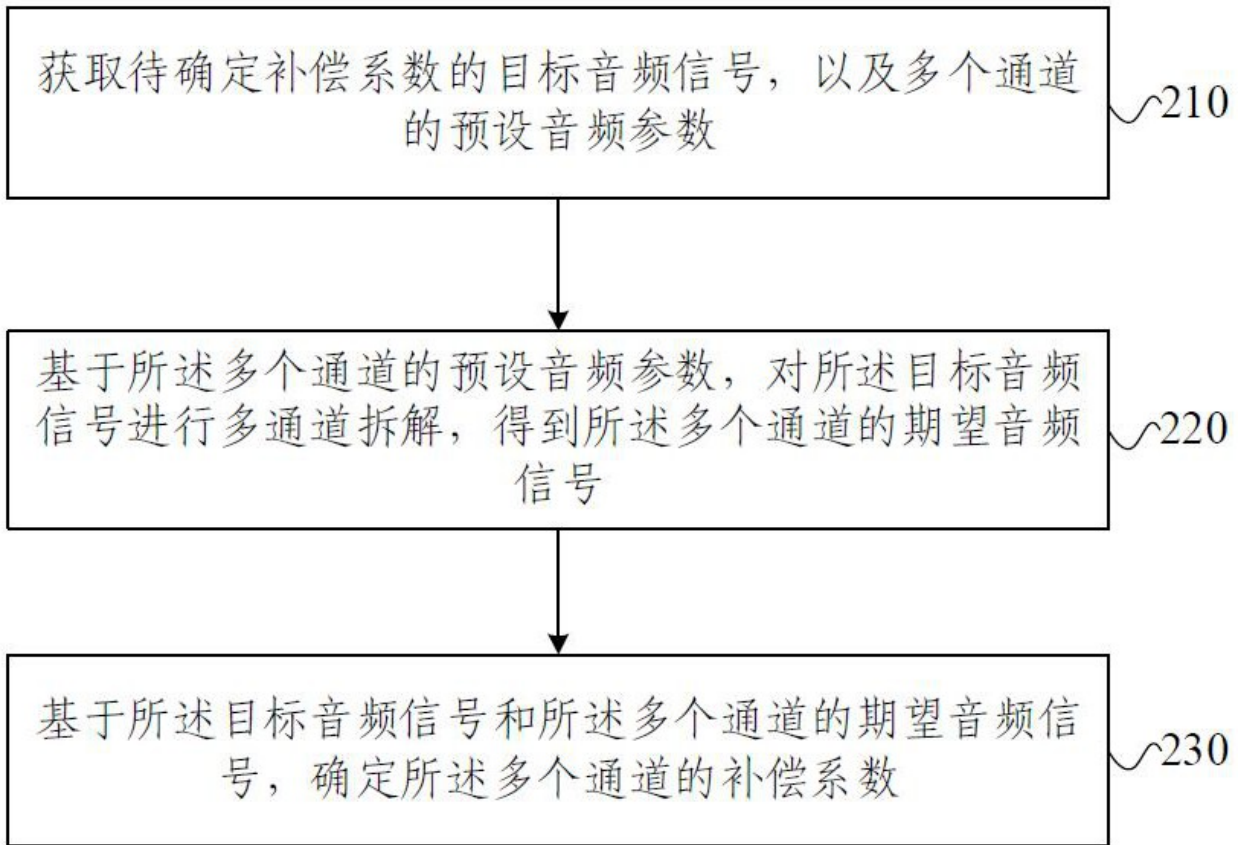 获取待确定补偿系数的目标音频信号，以及多个通道
的预设音频参数
210
基于所述多个通道的预设音频参数，对所述目标音频
信号进行多通道拆解，得到所述多个通道的期望音频
信号
220
基于所述目标音频信号和所述多个通道的期望音频信
号，确定所述多个通道的补偿系数
230